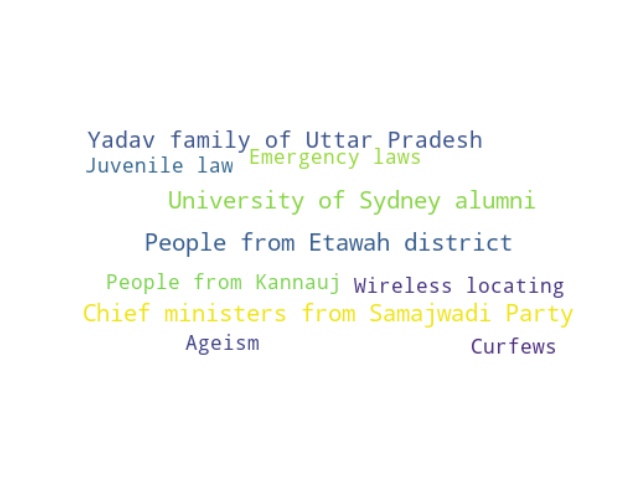 Yadav family of Uttar Pradesh
Emergency laws
Juvenile law
University of Sydney alumni
People from Etawah district
People from Kannauj
Wireless locating
Chief ministers from Samajwadi Party
Ageism
Curfews